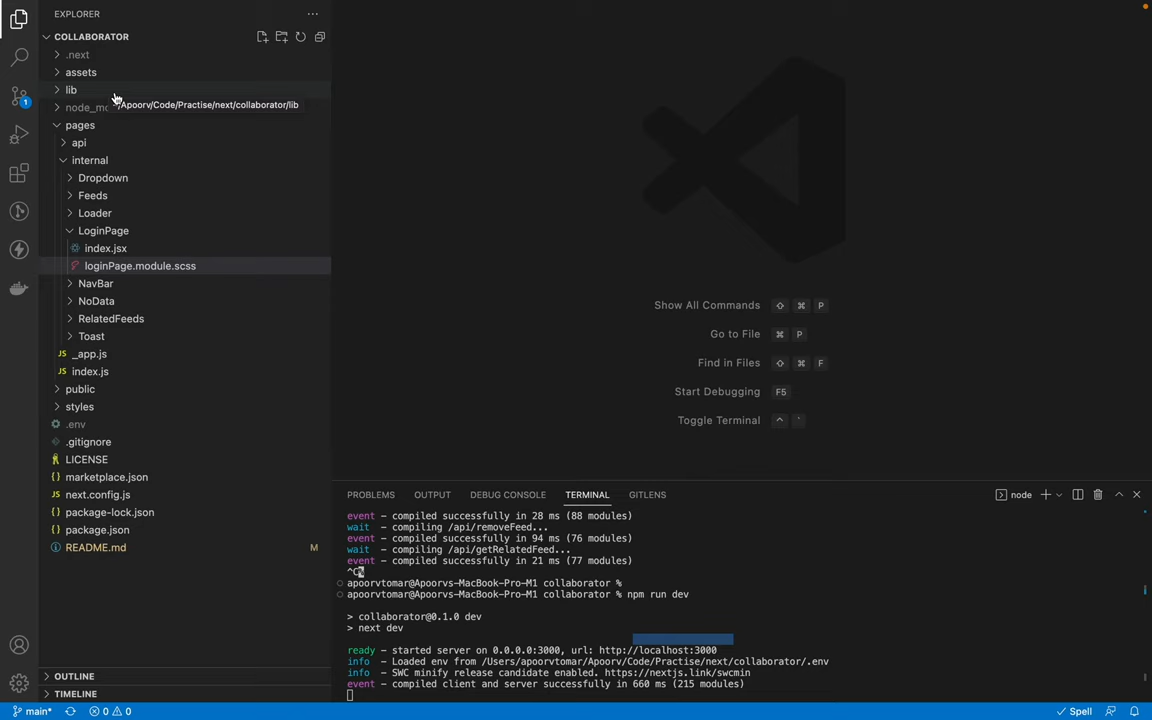 EXPLORER
COLLABORATOR
.next
assets
lib
node_mo
~/Apoorv/Code/Practise/next/collaborator/lib
pages
api
internal
Dropdown
Feeds
Loader
LoginPage
index.jsx
loginPage.module.scss
NavBar
NoData
RelatedFeeds
Toast
_app.js
index.js
public
styles
.env
.gitignore
LICENSE
marketplace.json
next.config.js
package-lock.json
package.json
README.md M
OUTLINE
TIMELINE
Show All Commands ⇧ ⌘ P
Go to File ⌘ P
Find in Files ⇧ ⌘ F
Start Debugging F5
Toggle Terminal ^ `
PROBLEMS OUTPUT DEBUG CONSOLE TERMINAL GITLENS node
event - compiled successfully in 28 ms (88 modules)
wait - compiling /api/removeFeed...
event - compiled successfully in 94 ms (76 modules)
wait - compiling /api/getRelatedFeed...
event - compiled successfully in 21 ms (77 modules)
^C
apoorvtomar@Apoorvs-MacBook-Pro-M1 collaborator %
apoorvtomar@Apoorvs-MacBook-Pro-M1 collaborator % npm run dev
> collaborator@0.1.0 dev
> next dev
ready - started server on 0.0.0.0:3000, url: http://localhost:3000
info - Loaded env from /Users/apoorvtomar/Apoorv/Code/Practise/next/collaborator/.env
info - SWC minify release candidate enabled. https://nextjs.link/swcmin
event - compiled client and server successfully in 660 ms (215 modules)
1
main* 0 0 Spell